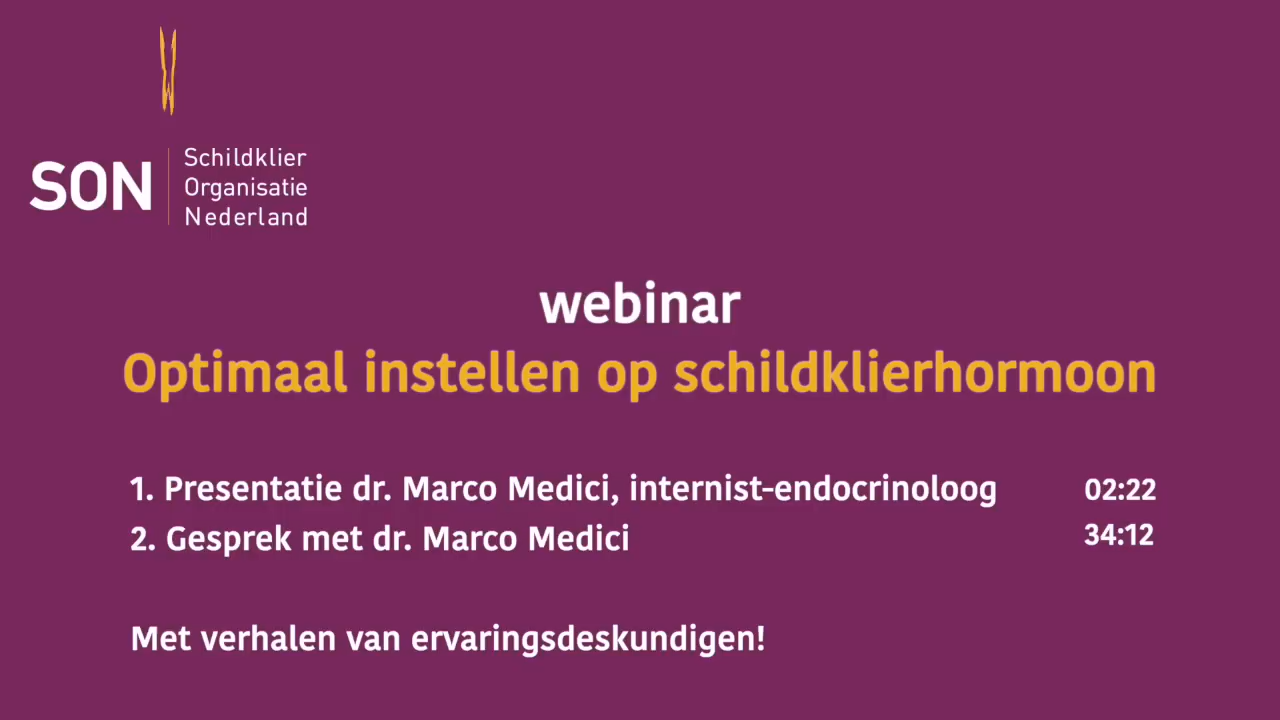 SON
Schildklier
Organisatie
Nederland
webinar
Optimaal instellen op schildklierhormoon
1. Presentatie dr. Marco Medici, internist-endocrinoloog 02:22
2. Gesprek met dr. Marco Medici 34:12
Met verhalen van ervaringsdeskundigen!